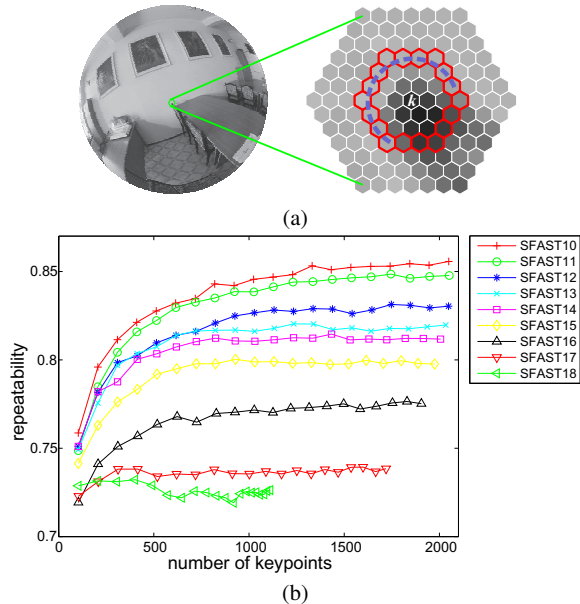 k
(a)
0.85
0.8
0.75
0.7
repeatability
0 500 1000 1500 2000
number of keypoints
SFAST10
SFAST11
SFAST12
SFAST13
SFAST14
SFAST15
SFAST16
SFAST17
SFAST18
(b)